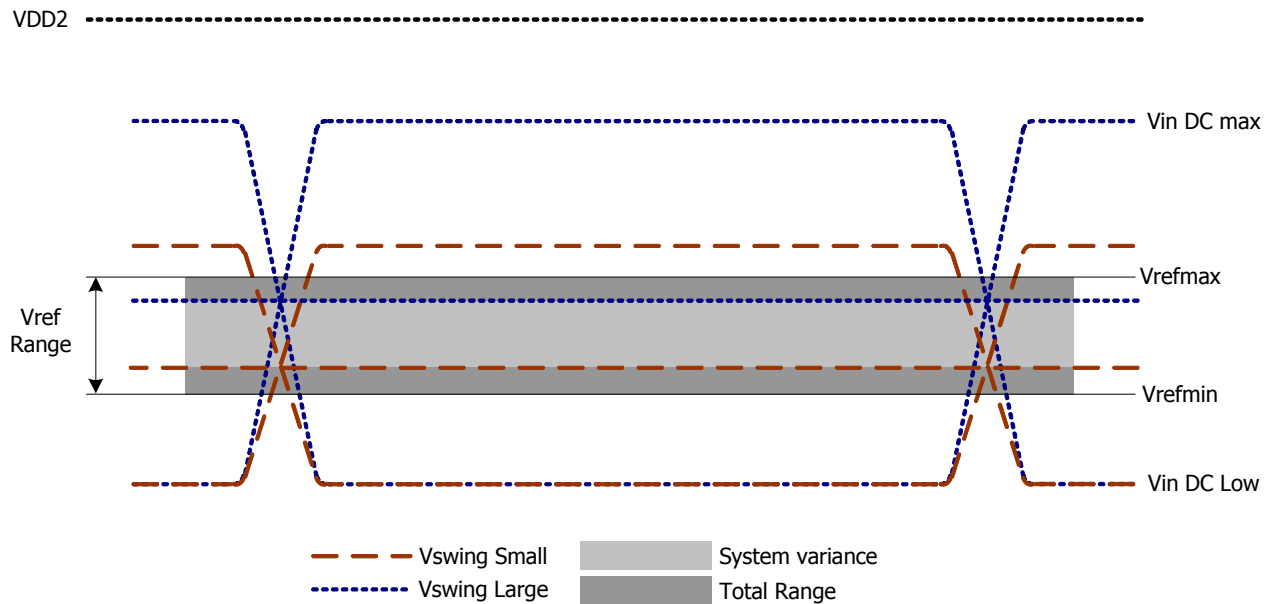 VDD2
Vin DC max
Vrefmax
Vref
Range
Vrefmin
Vin DC Low
Vswing Small
System variance
Vswing Large
Total Range